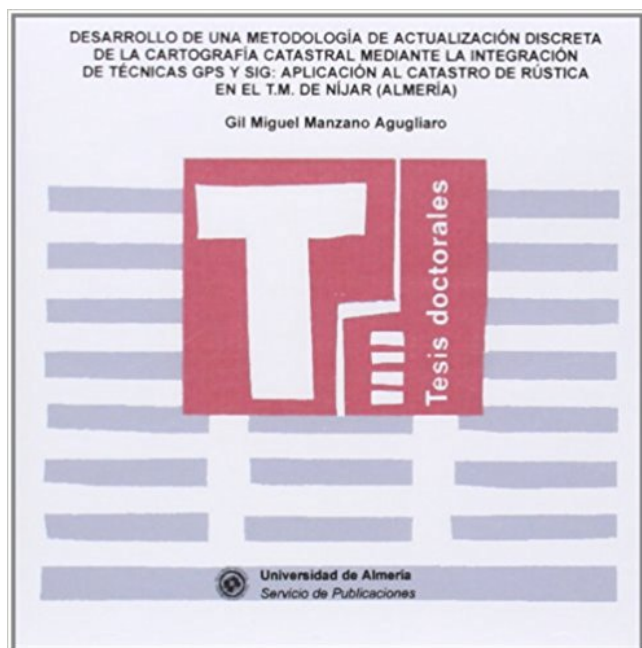 DESARROLLO DE UNA METODOLOGÍA DE ACTUALIZACIÓN DISCRETA
DE LA CARTOGRAFÍA CATASTRAL MEDIANTE LA INTEGRACIÓN
DE TÉCNICAS GPS Y SIG: APLICACIÓN AL CATASTRO DE RÚSTICA
EN EL T.M. DE NÍJAR (ALMERÍA)
Gil Miguel Manzano Agugliaro
T
Tesis doctorales
Universidad de Almería
Servicio de Publicaciones